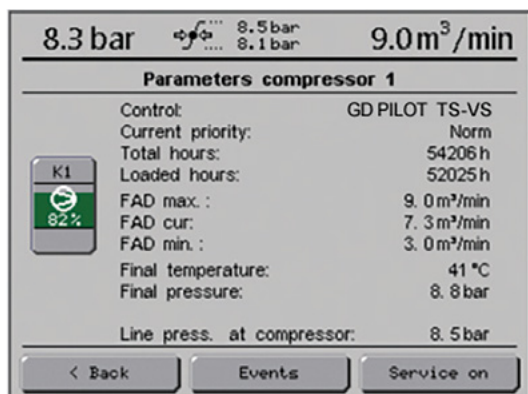 8.3 bar 8.5 bar 9.0 m³/min
8.1 bar
Parameters compressor 1
Control: GD PILOT TS-VS
Current priority: Norm
Total hours: 54206 h
Loaded hours: 52025 h
K1
82%
FAD max. : 9. 0 m³/min
FAD cur: 7. 3 m³/min
FAD min. : 3. 0 m³/min
Final temperature: 41 °C
Final pressure: 8. 8 bar
Line press. at compressor: 8. 5 bar
< Back Events Service on